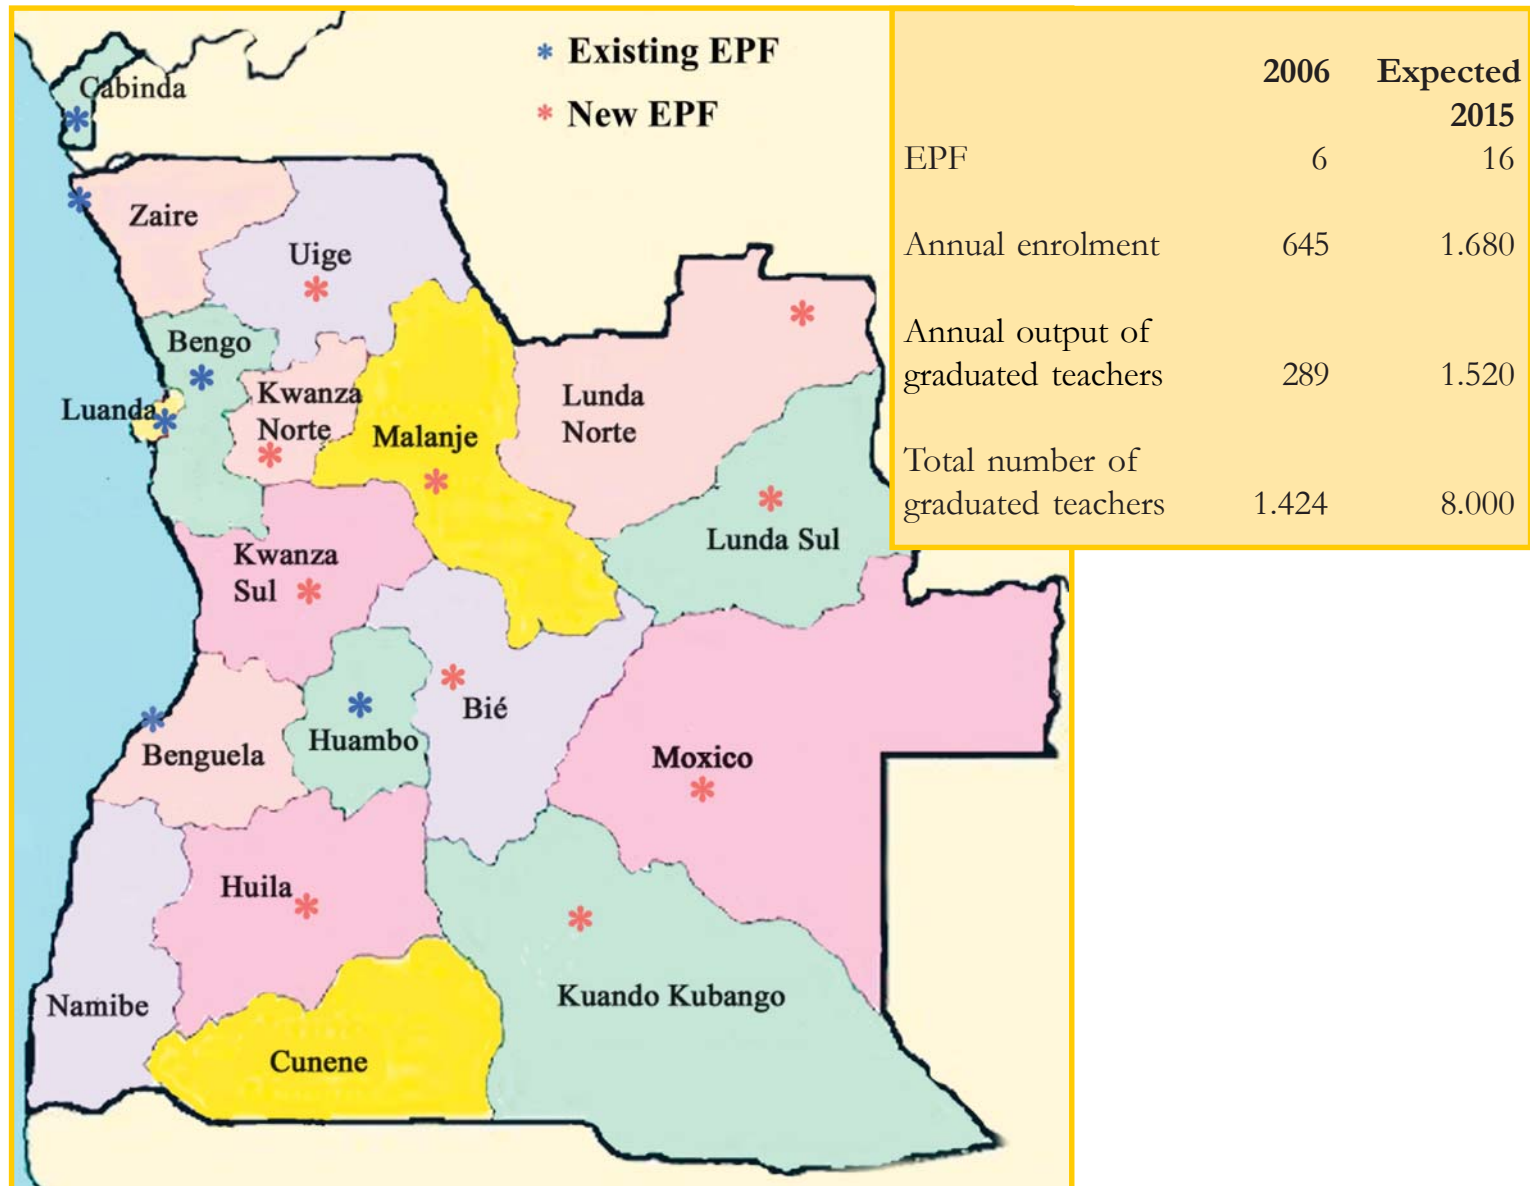 * Existing EPF
* New EPF
Cabinda
Zaire
Uige
Bengo
Luanda
Kwanza
Norte
Malanje
Lunda
Norte
Lunda Sul
Kwanza
Sul
Benguela
Huambo
Bié
Moxico
Huila
Namibe
Cunene
Kuando Kubango
2006 Expected
2015
EPF 6 16
Annual enrolment 645 1.680
Annual output of
graduated teachers 289 1.520
Total number of
graduated teachers 1.424 8.000